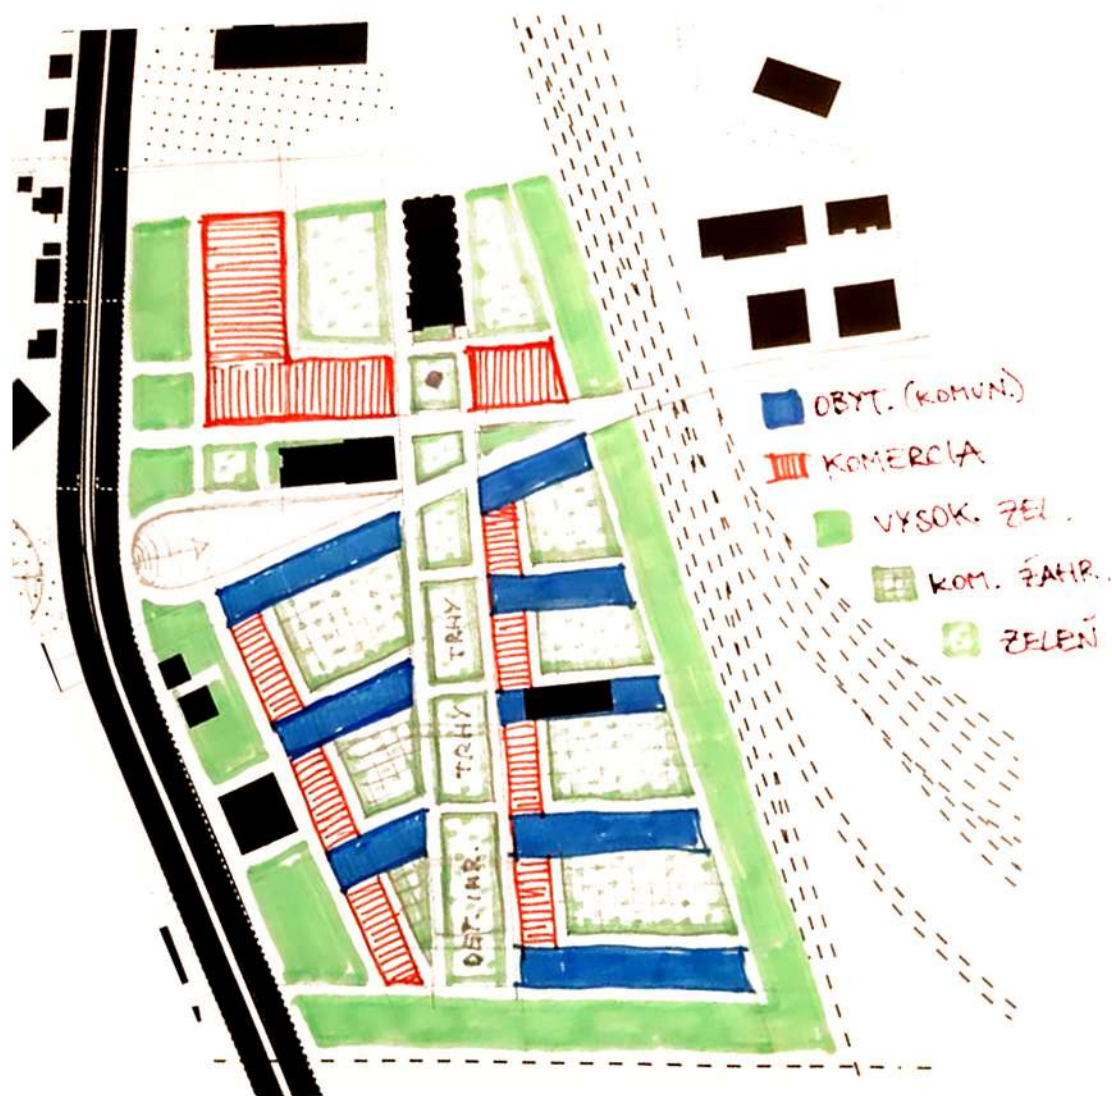 OBYT. (KOMUN.)
KOMERCIA
VYSOK. ZEL.
KOM. ZÁHR.
ZELEŇ
TRHY
TRHY
DET. IHR.